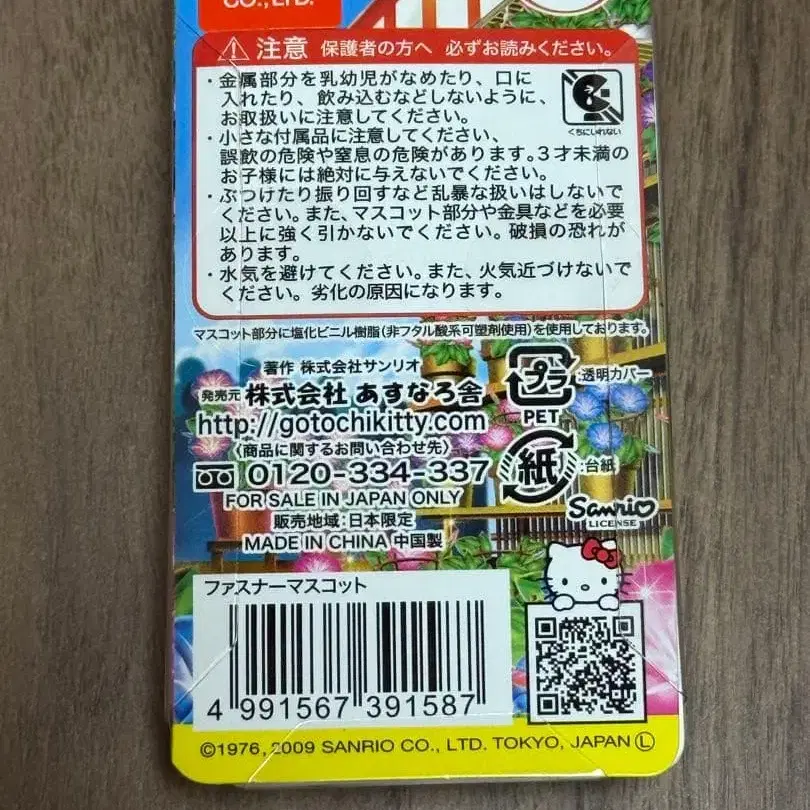 CO., LTD.
注意 保護者の方へ 必ずお読みください。
・金属部分を乳幼児がなめたり、口に
入れたり、飲み込むなどしないように、
お取扱いに注意してください。
くちにいれない
・小さな付属品に注意してください、
誤飲の危険や窒息の危険があります。3才未満の
お子様には絶対に与えないでください。
・ぶつけたり振り回すなど乱暴な扱いはしないで
ください。また、マスコット部分や金具などを必要
以上に強く引かないでください。破損の恐れが
あります。
・水気を避けてください。また、火気近づけないで
ください。劣化の原因になります。
マスコット部分に塩化ビニル樹脂(非フタル酸系可塑剤使用)を使用しております。
著作 株式会社サンリオ
発売元 株式会社 あすなろ舎
http://gotochikitty.com
〈商品に関するお問い合わせ先〉
0120-334-337
FOR SALE IN JAPAN ONLY
販売地域:日本限定
MADE IN CHINA 中国製
プラ :透明カバー
PET
紙 :台紙
Sanrio
LICENSE
ファスナーマスコット
4 991567 391587
©1976, 2009 SANRIO CO., LTD. TOKYO, JAPAN Ⓛ